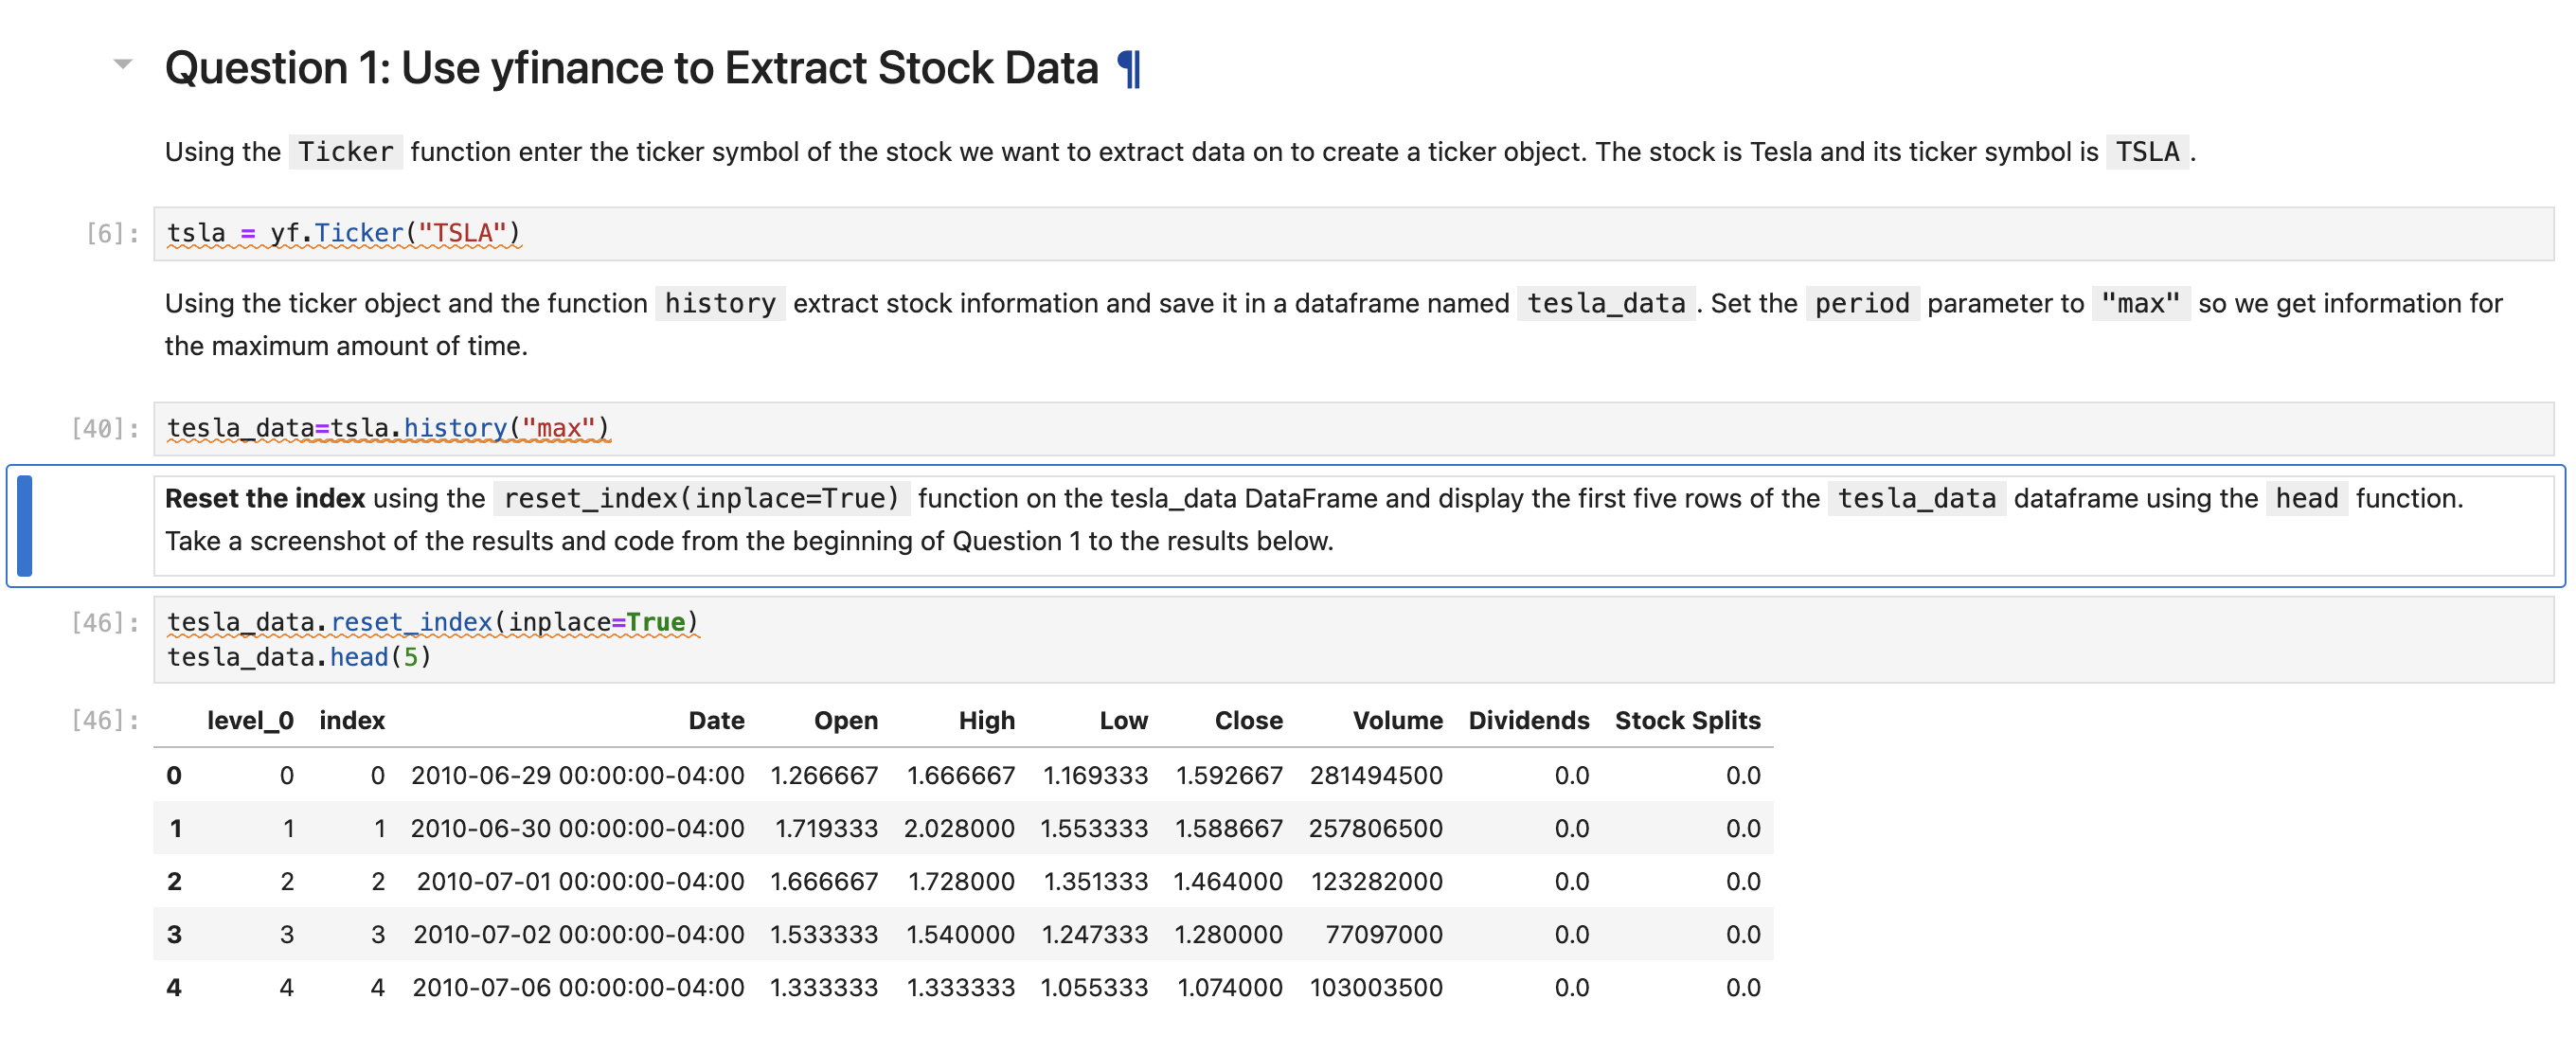 Question 1: Use yfinance to Extract Stock Data ¶
Using the Ticker function enter the ticker symbol of the stock we want to extract data on to create a ticker object. The stock is Tesla and its ticker symbol is TSLA .
[6]: tsla = yf.Ticker("TSLA")
Using the ticker object and the function history extract stock information and save it in a dataframe named tesla_data . Set the period parameter to "max" so we get information for
the maximum amount of time.
[40]: tesla_data=tsla.history("max")
Reset the index using the reset_index(inplace=True) function on the tesla_data DataFrame and display the first five rows of the tesla_data dataframe using the head function.
Take a screenshot of the results and code from the beginning of Question 1 to the results below.
[46]: tesla_data.reset_index(inplace=True)
tesla_data.head(5)
[46]: level_0 index Date Open High Low Close Volume Dividends Stock Splits
0 0 0 2010-06-29 00:00:00-04:00 1.266667 1.666667 1.169333 1.592667 281494500 0.0 0.0
1 1 1 2010-06-30 00:00:00-04:00 1.719333 2.028000 1.553333 1.588667 257806500 0.0 0.0
2 2 2 2010-07-01 00:00:00-04:00 1.666667 1.728000 1.351333 1.464000 123282000 0.0 0.0
3 3 3 2010-07-02 00:00:00-04:00 1.533333 1.540000 1.247333 1.280000 77097000 0.0 0.0
4 4 4 2010-07-06 00:00:00-04:00 1.333333 1.333333 1.055333 1.074000 103003500 0.0 0.0